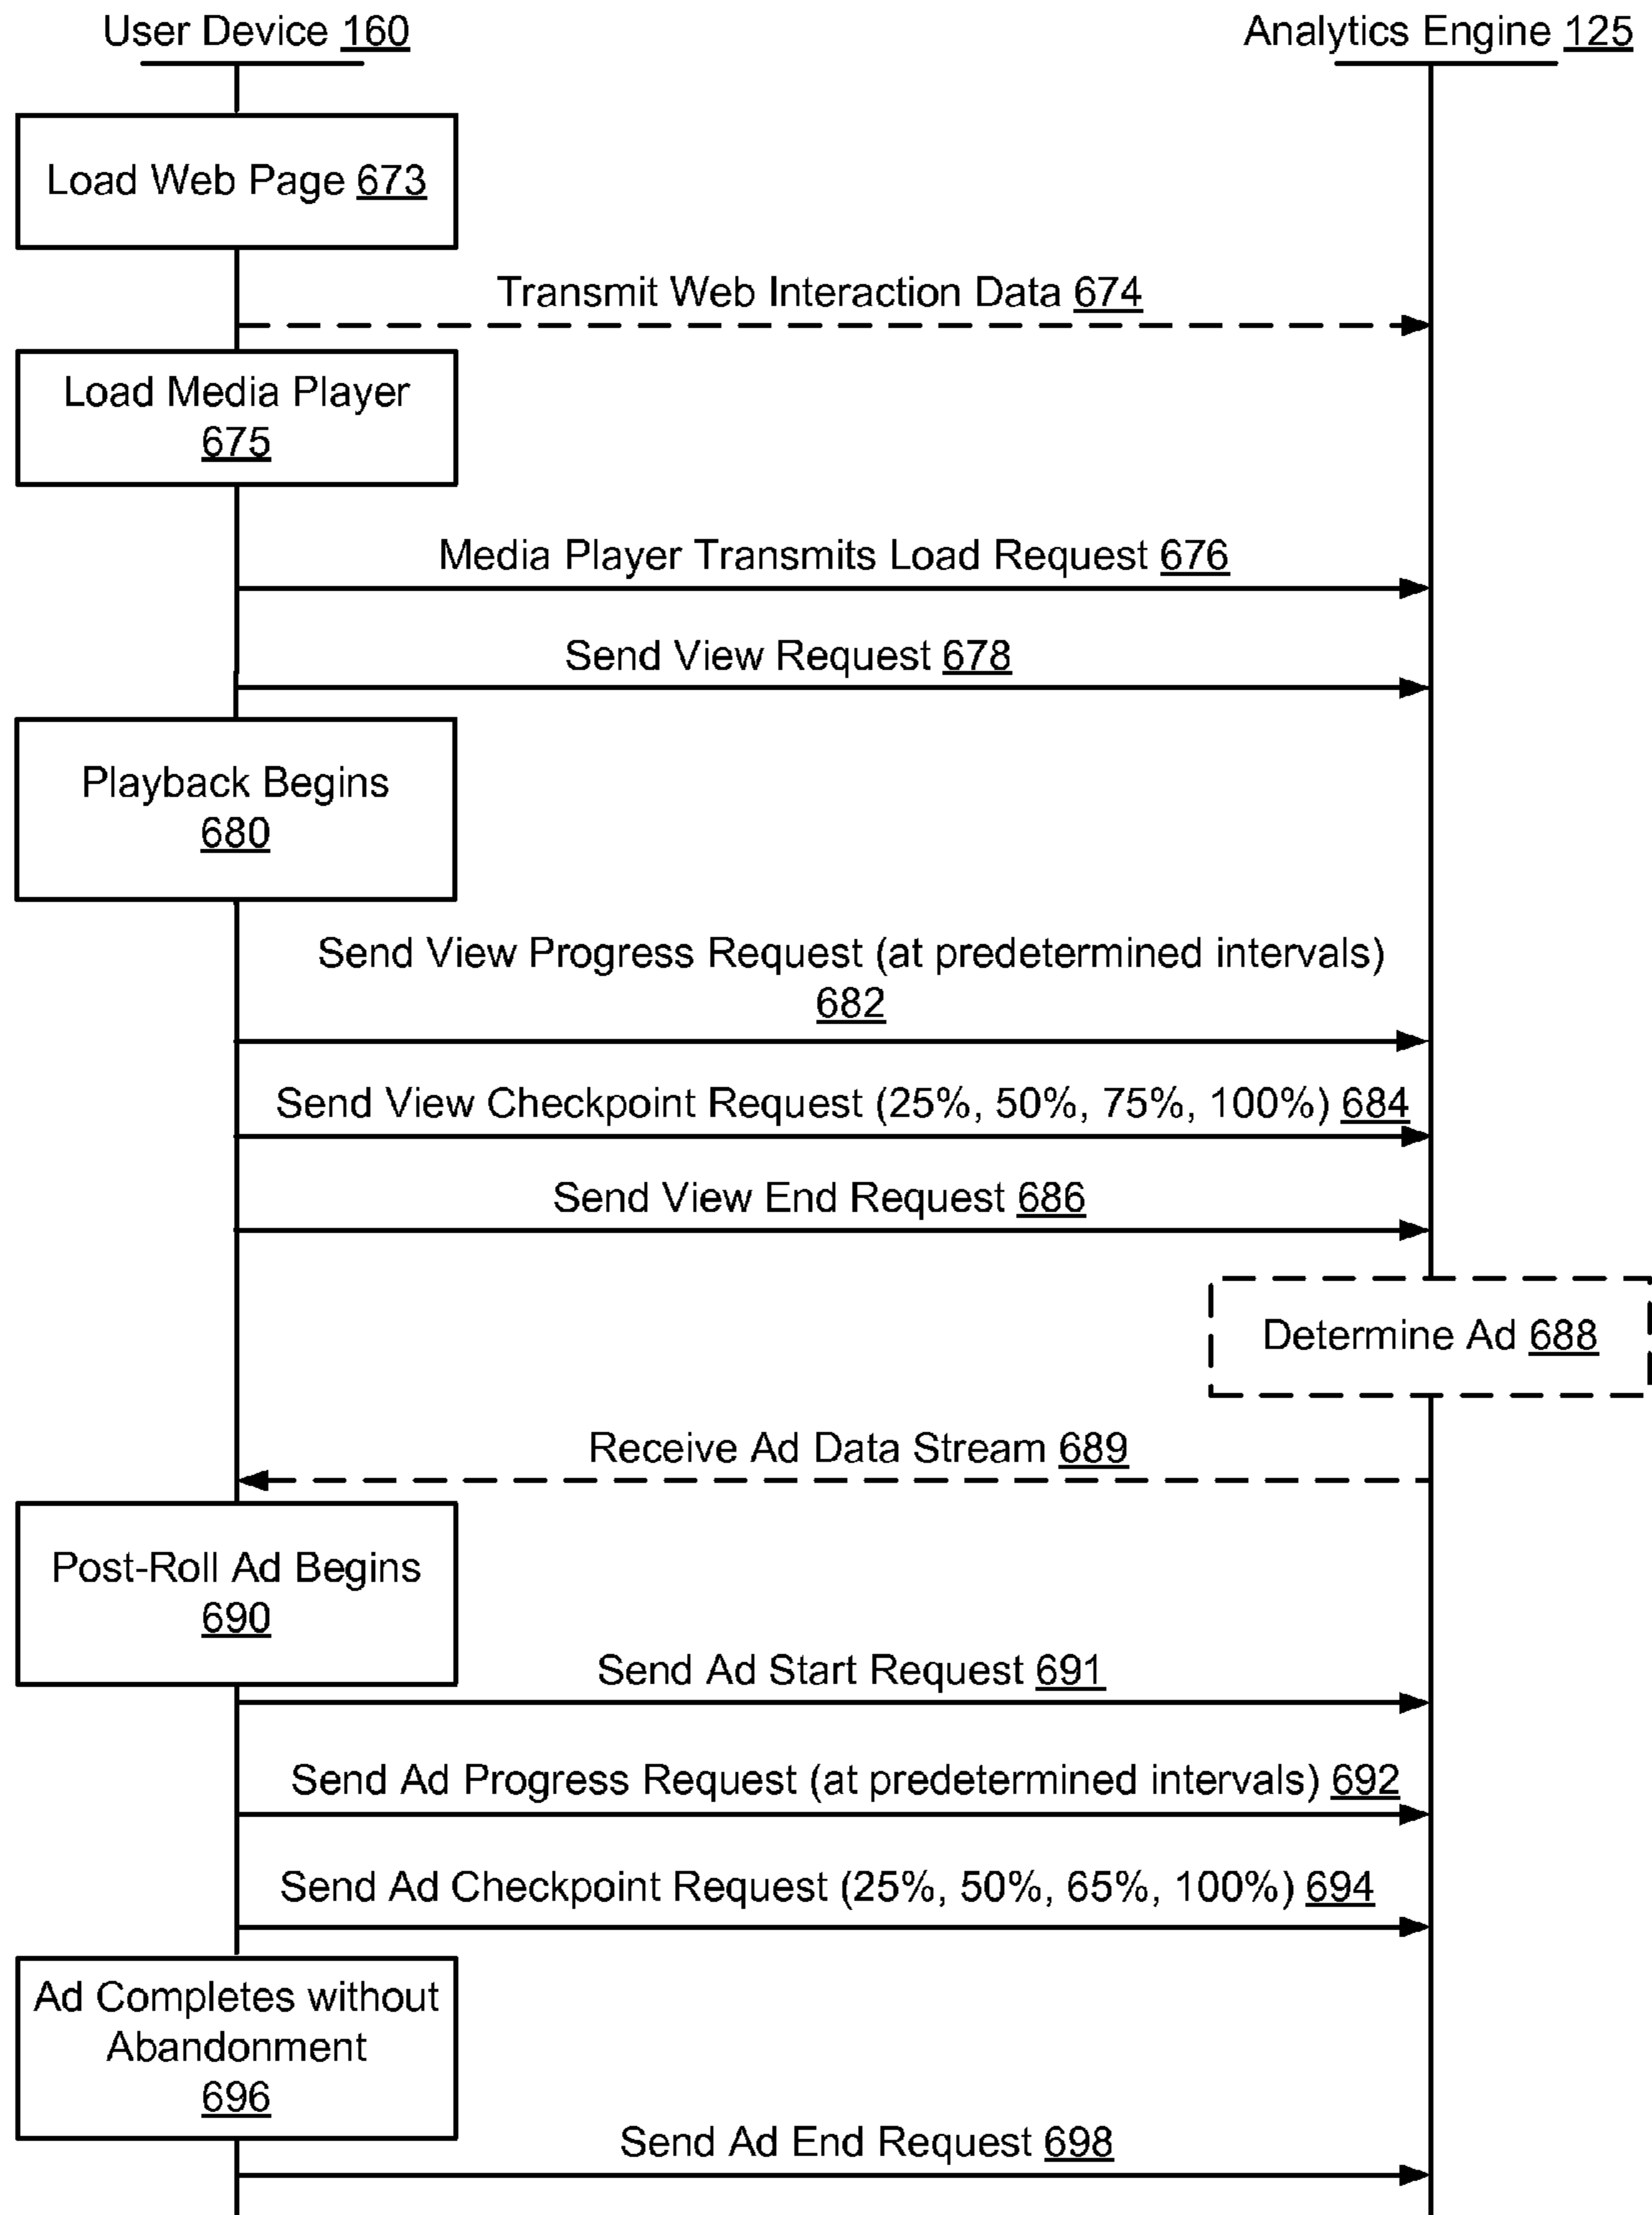 User Device 160
Analytics Engine 125
Load Web Page 673
Transmit Web Interaction Data 674
Load Media Player
675
Media Player Transmits Load Request 676
Send View Request 678
Playback Begins
680
Send View Progress Request (at predetermined intervals)
682
Send View Checkpoint Request (25%, 50%, 75%, 100%) 684
Send View End Request 686
Determine Ad 688
Receive Ad Data Stream 689
Post-Roll Ad Begins
690
Send Ad Start Request 691
Send Ad Progress Request (at predetermined intervals) 692
Send Ad Checkpoint Request (25%, 50%, 65%, 100%) 694
Ad Completes without
Abandonment
696
Send Ad End Request 698